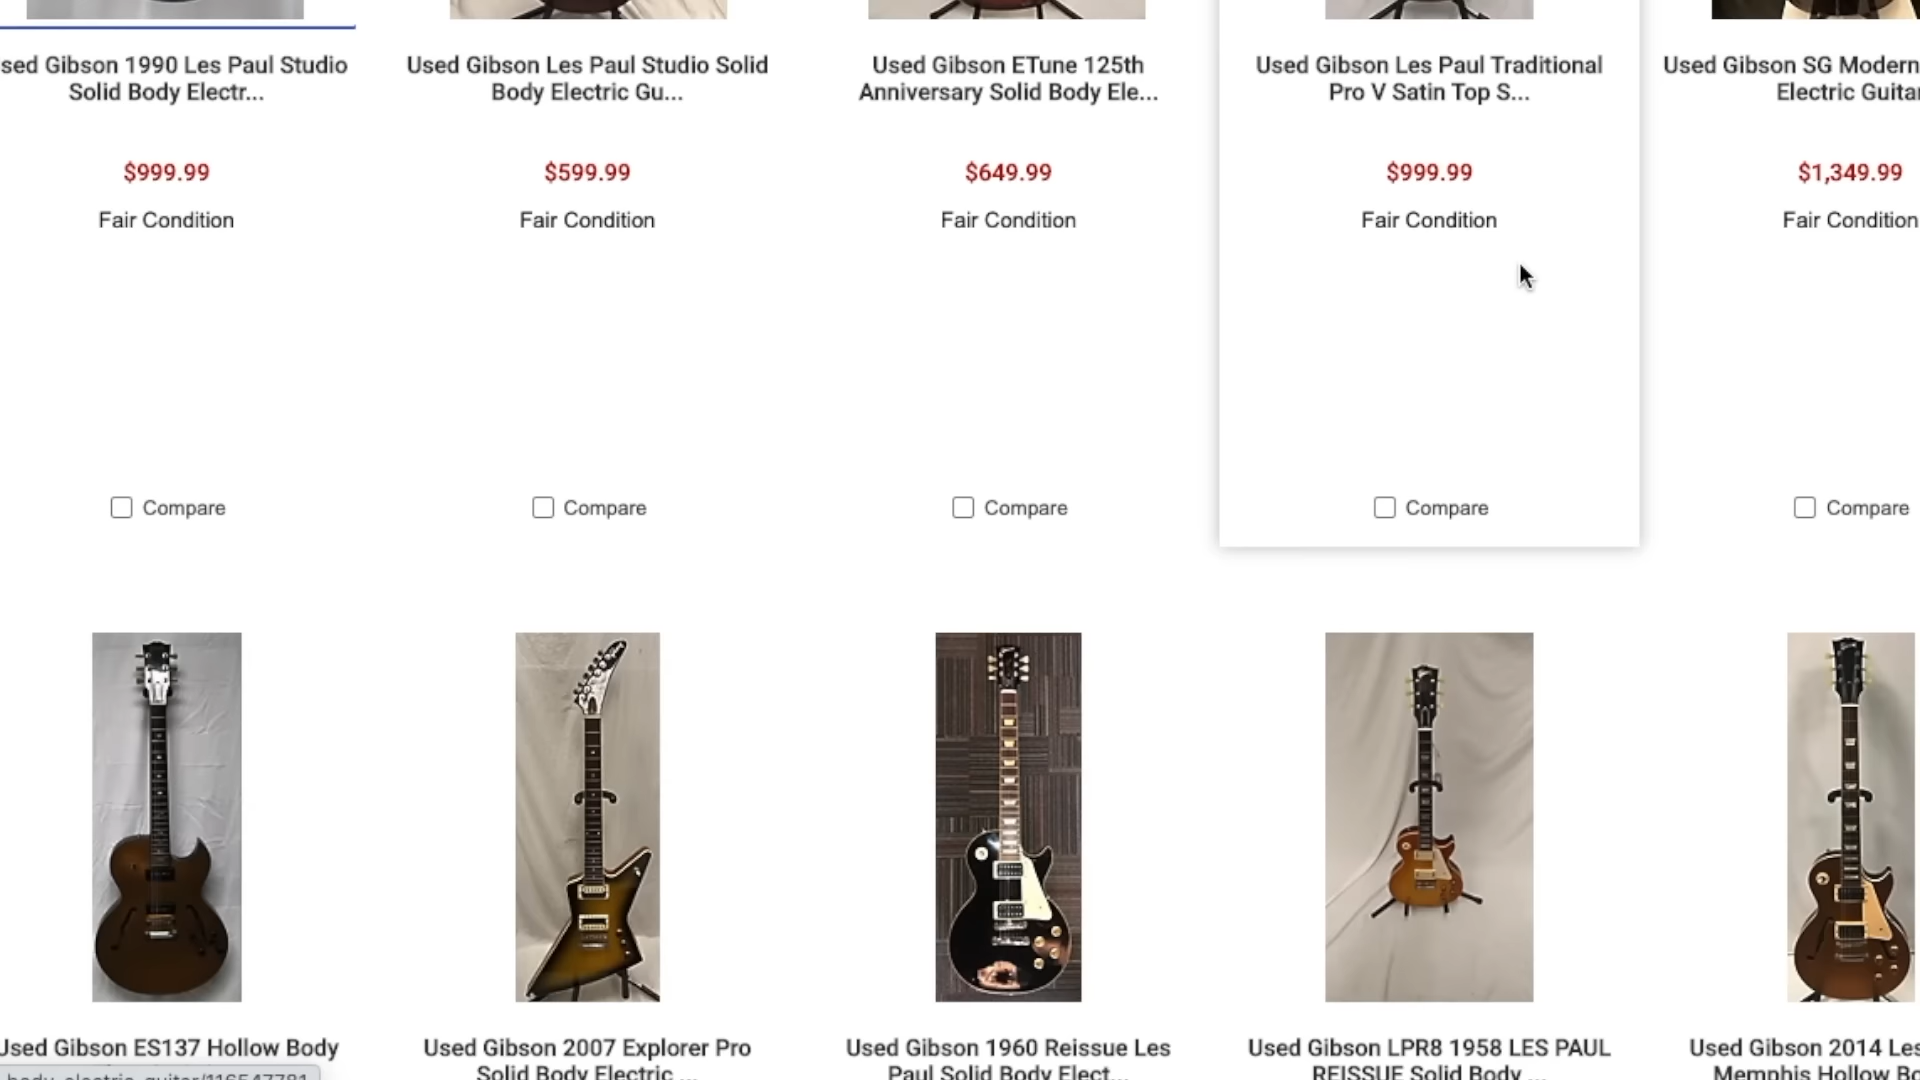 sed Gibson 1990 Les Paul Studio
Solid Body Electr...
$999.99
Fair Condition
Compare
Used Gibson Les Paul Studio Solid
Body Electric Gu...
$599.99
Fair Condition
Compare
Used Gibson ETune 125th
Anniversary Solid Body Ele...
$649.99
Fair Condition
Compare
Used Gibson Les Paul Traditional
Pro V Satin Top S...
$999.99
Fair Condition
Compare
Used Gibson SG Modern
Electric Guitar
$1,349.99
Fair Condition
Compare
Used Gibson ES137 Hollow Body
body-electric-guitar/116547781
Used Gibson 2007 Explorer Pro
Solid Body Electric ...
Used Gibson 1960 Reissue Les
Paul Solid Body Elect...
Used Gibson LPR8 1958 LES PAUL
REISSUE Solid Body ...
Used Gibson 2014 Les
Memphis Hollow Bo